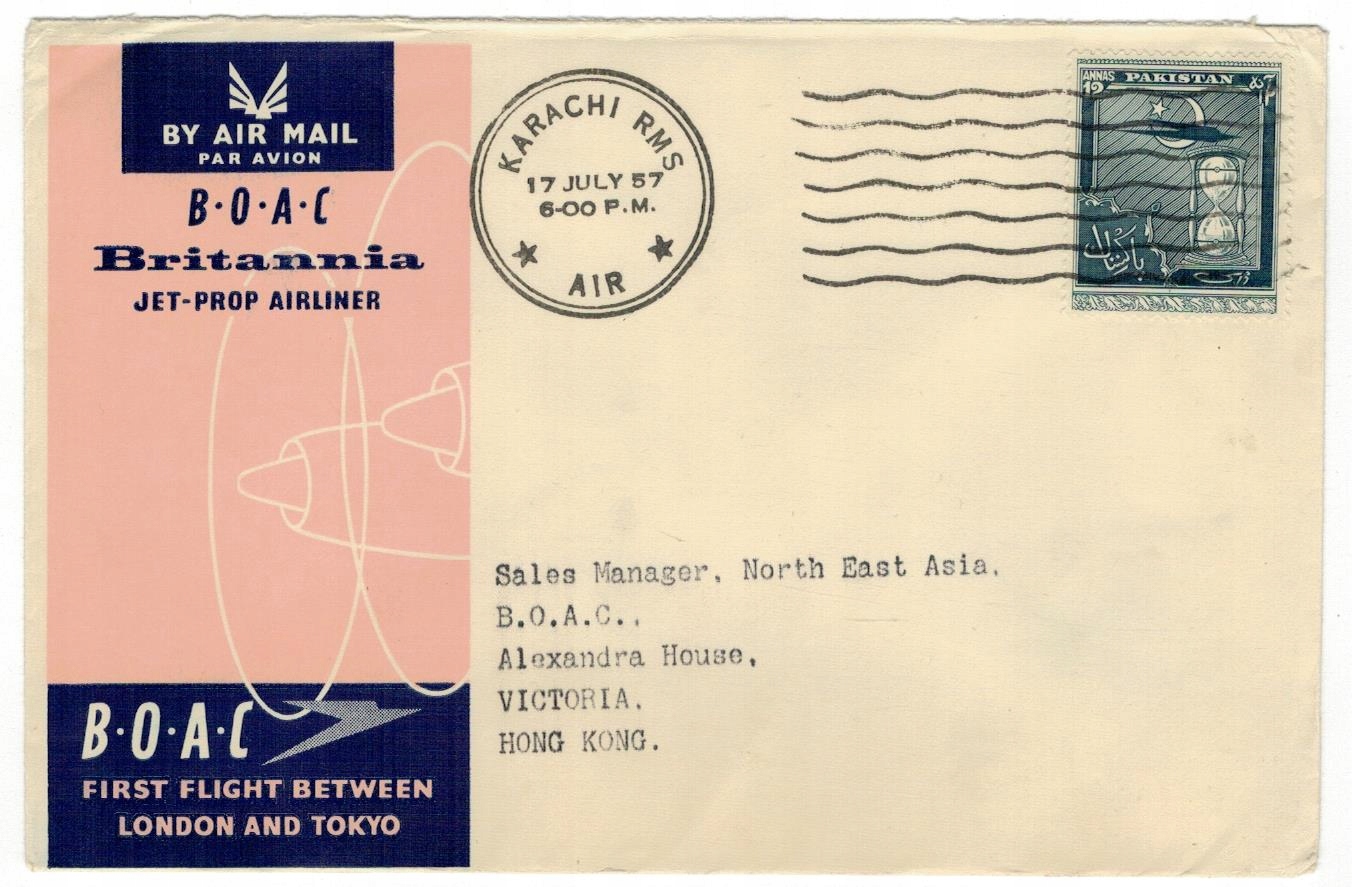 BY AIR MAIL
PAR AVION
B·O·A·C
Britannia
JET-PROP AIRLINER
KARACHI RMS
17 JULY 57
6-00 P.M.
AIR
ANNAS
12
PAKISTAN
پاکستان
Sales Manager, North East Asia.
B.O.A.C.,
Alexandra House,
VICTORIA.
HONG KONG.
B·O·A·C
FIRST FLIGHT BETWEEN
LONDON AND TOKYO